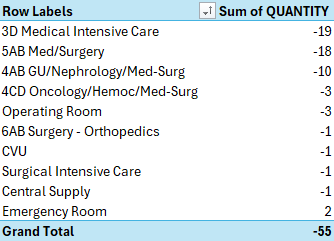 Row Labels Sum of QUANTITY
3D Medical Intensive Care -19
5AB Med/Surgery -18
4AB GU/Nephrology/Med-Surg -10
4CD Oncology/Hemoc/Med-Surg -3
Operating Room -3
6AB Surgery - Orthopedics -1
CVU -1
Surgical Intensive Care -1
Central Supply -1
Emergency Room 2
Grand Total -55